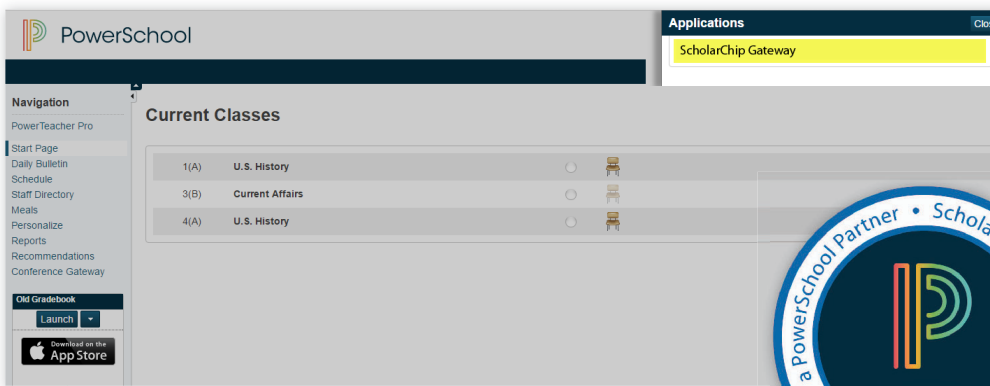 PowerSchool
Applications
Clos
ScholarChip Gateway
Navigation
PowerTeacher Pro
Start Page
Daily Bulletin
Schedule
Staff Directory
Meals
Personalize
Reports
Recommendations
Conference Gateway
Old Gradebook
Launch
Download on the
App Store
Current Classes
1(A) U.S. History
3(B) Current Affairs
4(A) U.S. History
a PowerSchool Partner • Schola